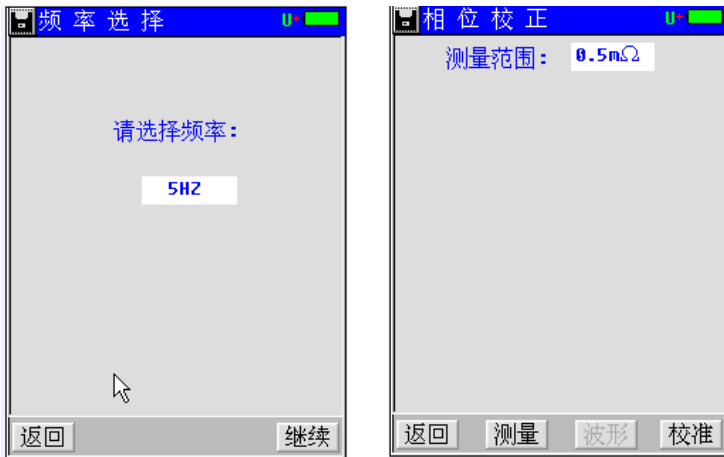 频率选择 U+
请选择频率:
5HZ
返回 继续
相位校正 U+
测量范围: 0.5mΩ
返回 测量 波形 校准